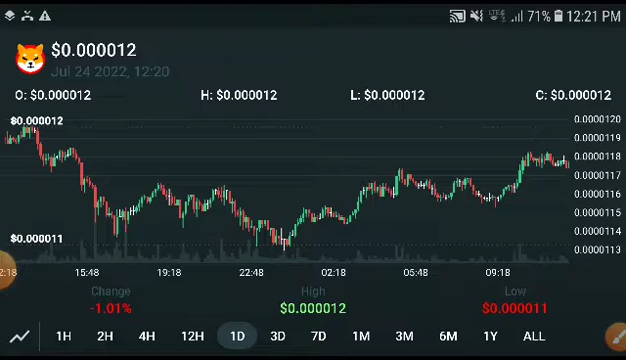 LTE 71% 12:21 PM
$0.000012
Jul 24 2022, 12:20
O: $0.000012 H: $0.000012 L: $0.000012 C: $0.000012
$0.000012
0.0000120
0.0000119
0.0000118
0.0000117
0.0000116
0.0000115
0.0000114
0.0000113
$0.000011
2:18 15:48 19:18 22:48 02:18 05:48 09:18
Change High Low
-1.01% $0.000012 $0.000011
1H 2H 4H 12H 1D 3D 7D 1M 3M 6M 1Y ALL